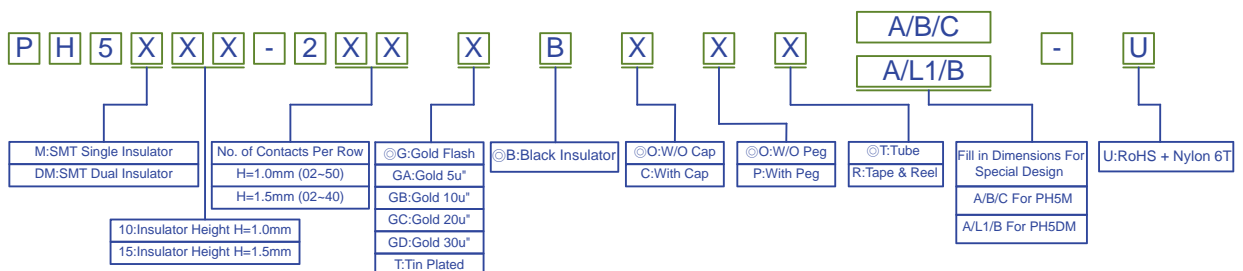 A/B/C
P H 5 X X X - 2 X X X B X X X - U
A/L1/B
M:SMT Single Insulator
DM:SMT Dual Insulator
10:Insulator Height H=1.0mm
15:Insulator Height H=1.5mm
No. of Contacts Per Row
H=1.0mm (02~50)
H=1.5mm (02~40)
◎G:Gold Flash
GA:Gold 5u"
GB:Gold 10u"
GC:Gold 20u"
GD:Gold 30u"
T:Tin Plated
◎B:Black Insulator
◎O:W/O Cap
C:With Cap
◎O:W/O Peg
P:With Peg
◎T:Tube
R:Tape & Reel
Fill in Dimensions For
Special Design
A/B/C For PH5M
A/L1/B For PH5DM
U:RoHS + Nylon 6T